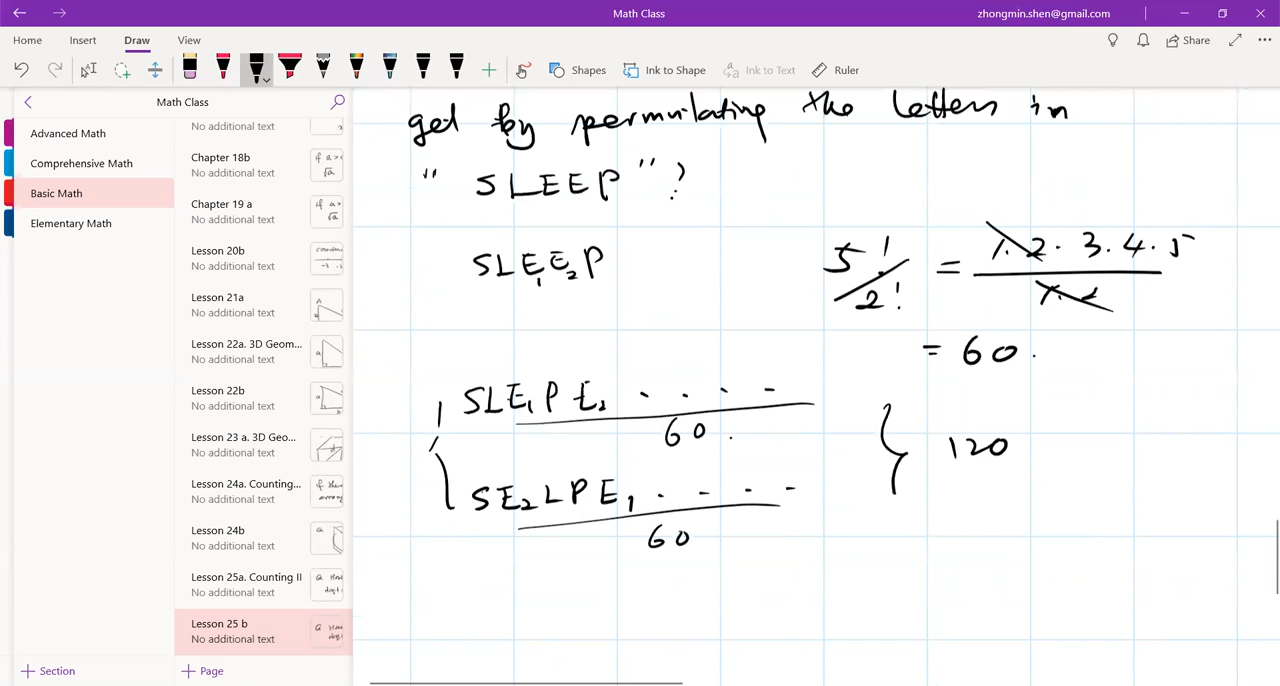 Math Class
zhongmin.shen@gmail.com
Home Insert Draw View
Share
Shapes
Ink to Shape
Ink to Text
Ruler
Math Class
Advanced Math
Comprehensive Math
Basic Math
Elementary Math
No additional text
Chapter 18b
No additional text
Chapter 19 a
No additional text
Lesson 20b
No additional text
Lesson 21a
No additional text
Lesson 22a. 3D Geom...
No additional text
Lesson 22b
No additional text
Lesson 23 a. 3D Geo...
No additional text
Lesson 24a. Counting...
No additional text
Lesson 24b
No additional text
Lesson 25a. Counting II
No additional text
Lesson 25 b
No additional text
Section
Page
get by permutating the letters in
" SLEEP " ?
SLE₁E₂P
5! / 2! = 1.2.3.4.5 / 1.2
= 60.
SLE₁PE₂ . . . -
60.
SE₂LPE₁ . - - -
60
120